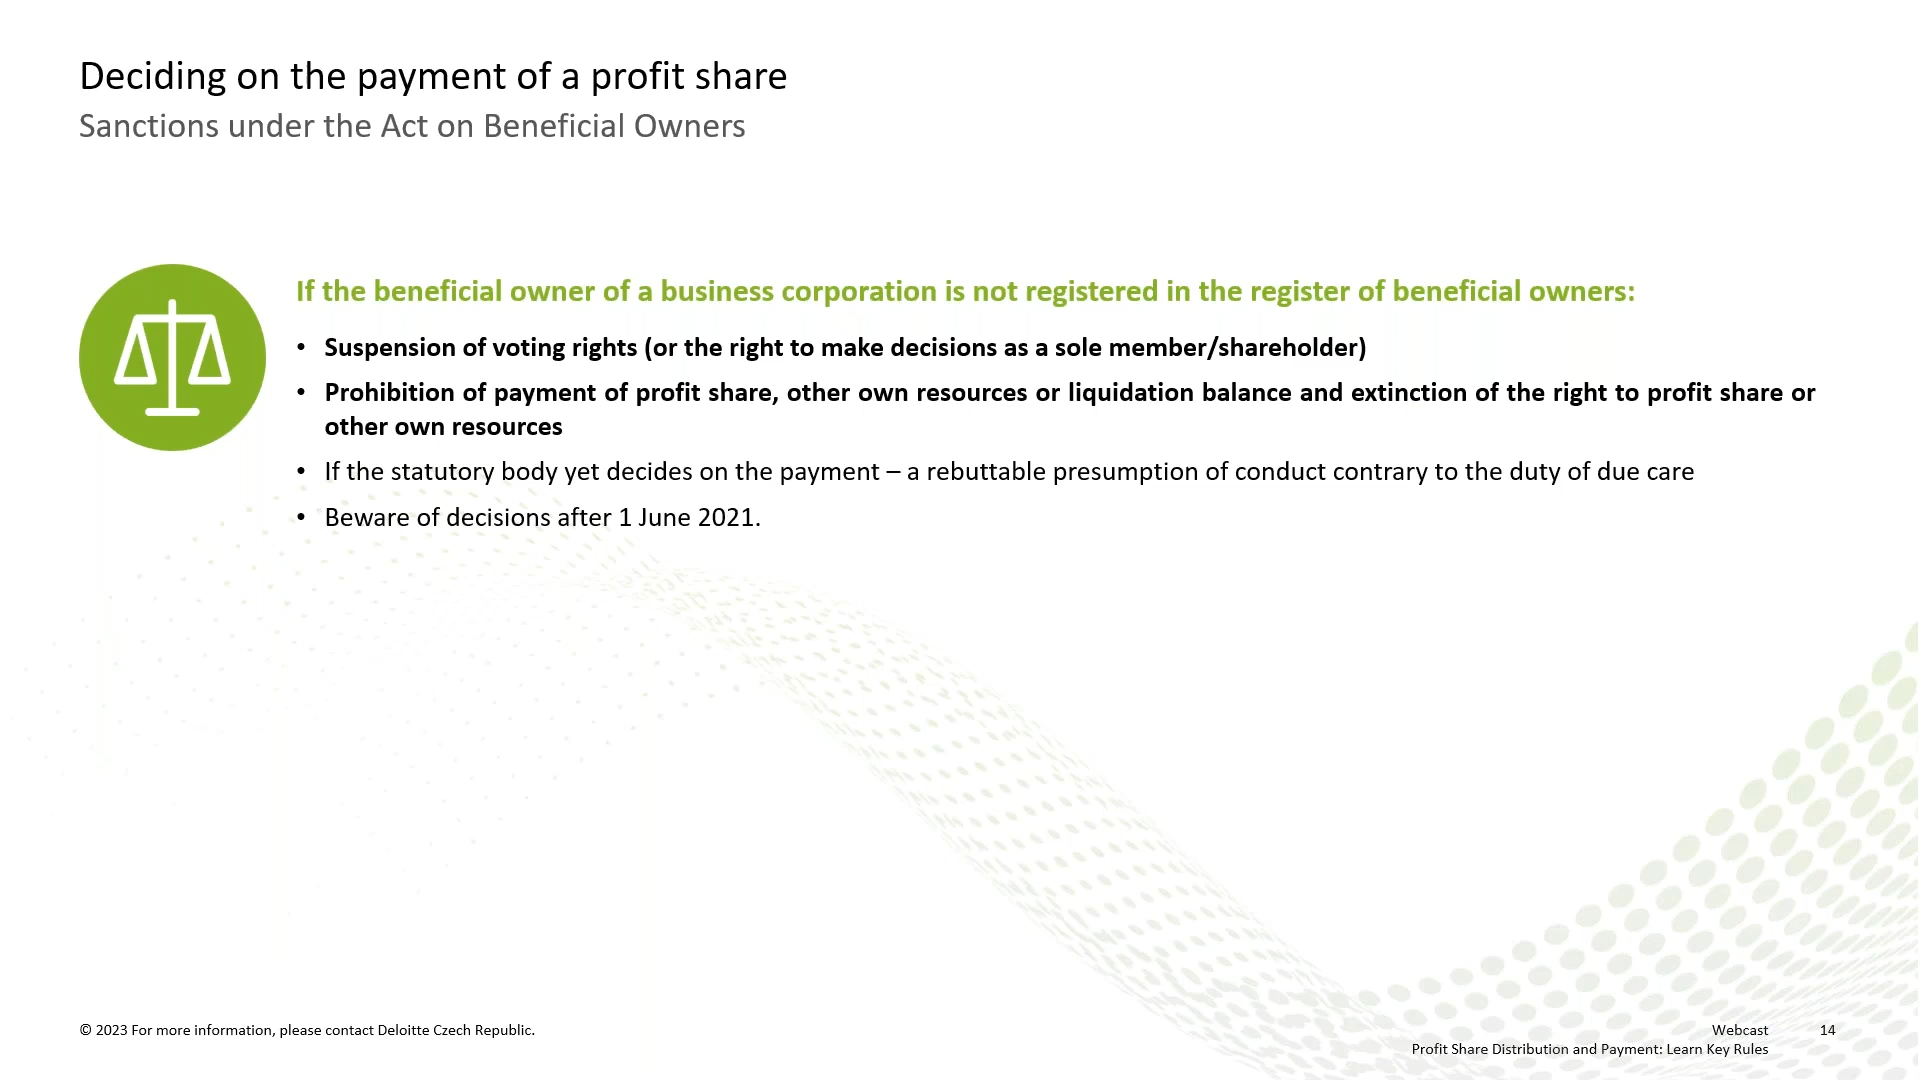 Deciding on the payment of a profit share
Sanctions under the Act on Beneficial Owners
If the beneficial owner of a business corporation is not registered in the register of beneficial owners:
• Suspension of voting rights (or the right to make decisions as a sole member/shareholder)
• Prohibition of payment of profit share, other own resources or liquidation balance and extinction of the right to profit share or
other own resources
• If the statutory body yet decides on the payment – a rebuttable presumption of conduct contrary to the duty of due care
• Beware of decisions after 1 June 2021.
© 2023 For more information, please contact Deloitte Czech Republic.
Webcast 14
Profit Share Distribution and Payment: Learn Key Rules